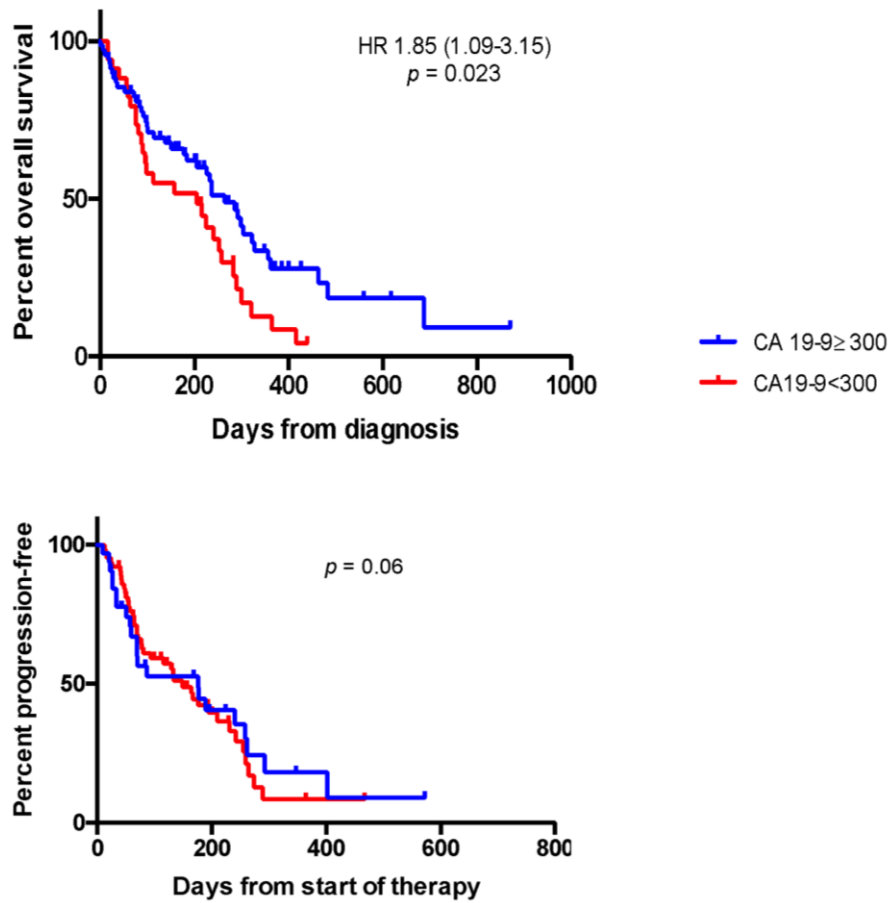 HR 1.85 (1.09-3.15)
p = 0.023
Percent overall survival
100
50
0
0 200 400 600 800 1000
Days from diagnosis
CA 19-9≥ 300
CA19-9<300
p = 0.06
Percent progression-free
100
50
0
0 200 400 600 800
Days from start of therapy